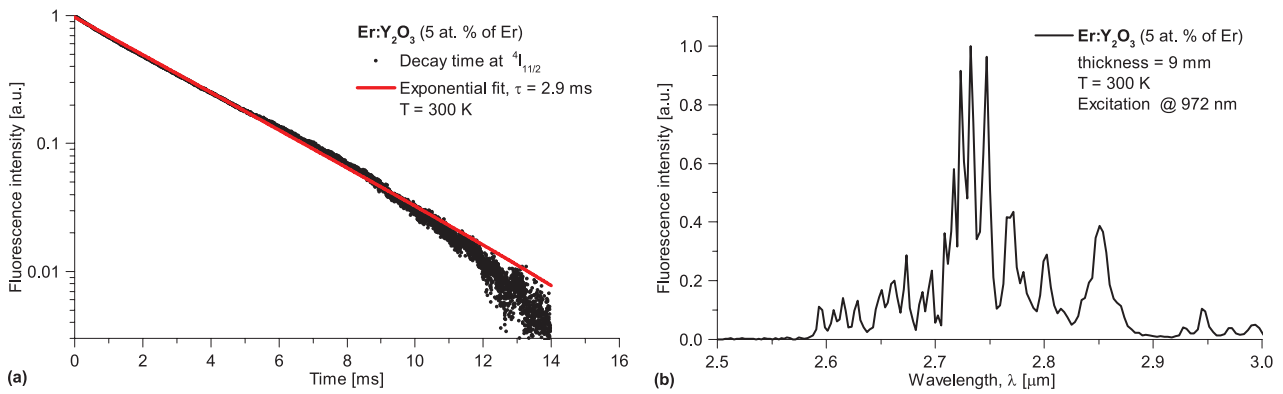 Er:Y2O3 (5 at. % of Er)
Decay time at 4I11/2
Exponential fit, τ = 2.9 ms
T = 300 K
1
0.1
0.01
Fluorescence intensity [a.u.]
0 2 4 6 8 10 12 14 16
Time [ms]
(a)
Er:Y2O3 (5 at. % of Er)
thickness = 9 mm
T = 300 K
Excitation @ 972 nm
1.0
0.8
0.6
0.4
0.2
0.0
Fluorescence intensity [a.u.]
2.5 2.6 2.7 2.8 2.9 3.0
Wavelength, λ [μm]
(b)